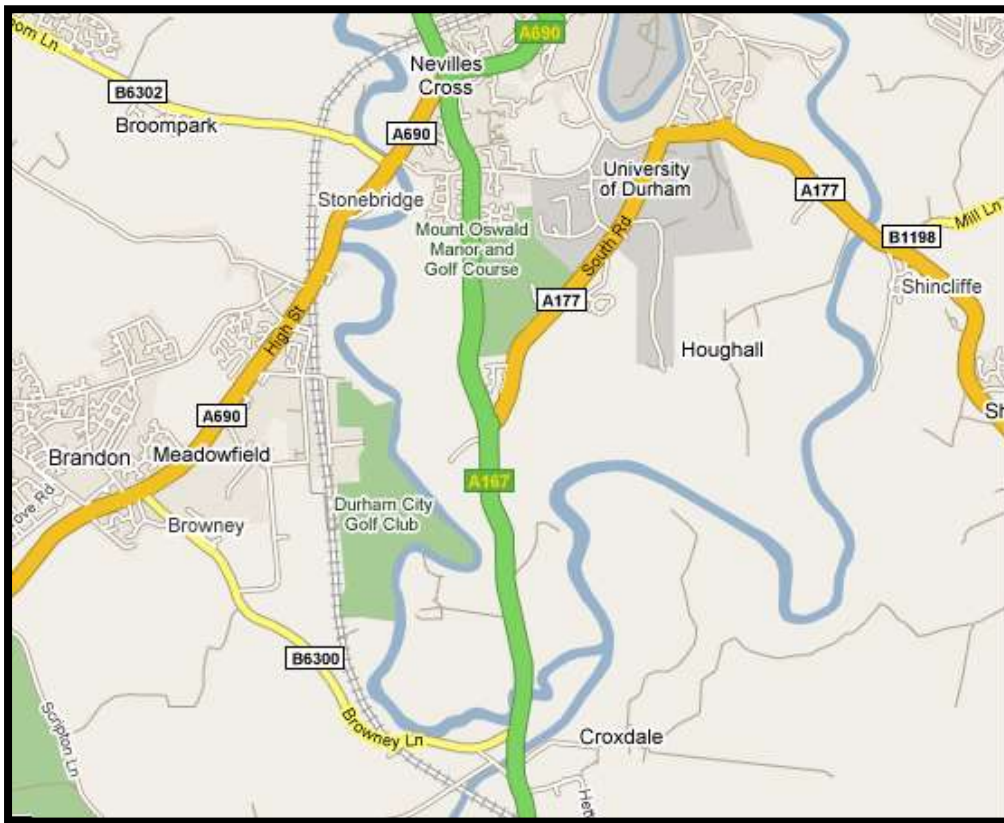 A690
Nevilles
Cross
B6302
Broompark
A690
Stonebridge
University
of Durham
A177
Mill Ln
B1198
Mount Oswald
Manor and
Golf Course
South Rd
Shincliffe
A177
High St
Houghall
A690
Brandon
Meadowfield
A167
Durham City
Golf Club
Browney
B6300
Scripton Ln
Browney Ln
Croxdale